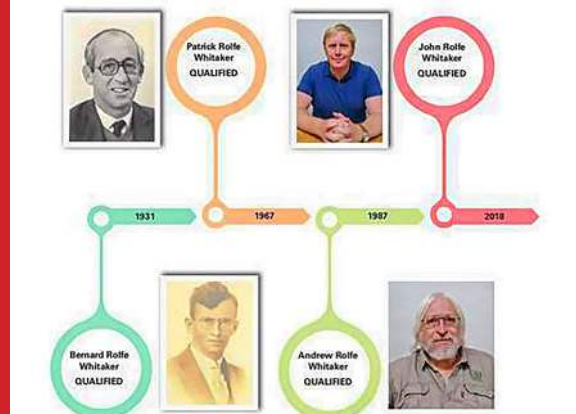 Patrick Rolfe
Whitaker
QUALIFIED
John Rolfe
Whitaker
QUALIFIED
1931
1967
1987
2018
Bernard Rolfe
Whitaker
QUALIFIED
Andrew Rolfe
Whitaker
QUALIFIED